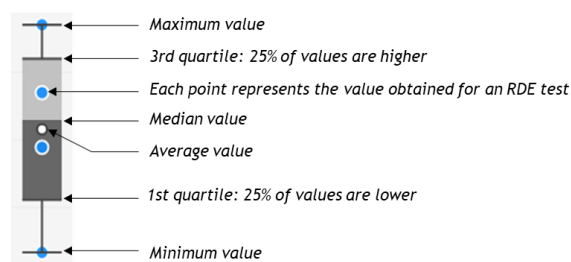 Maximum value
3rd quartile: 25% of values are higher
Each point represents the value obtained for an RDE test
Median value
Average value
1st quartile: 25% of values are lower
Minimum value